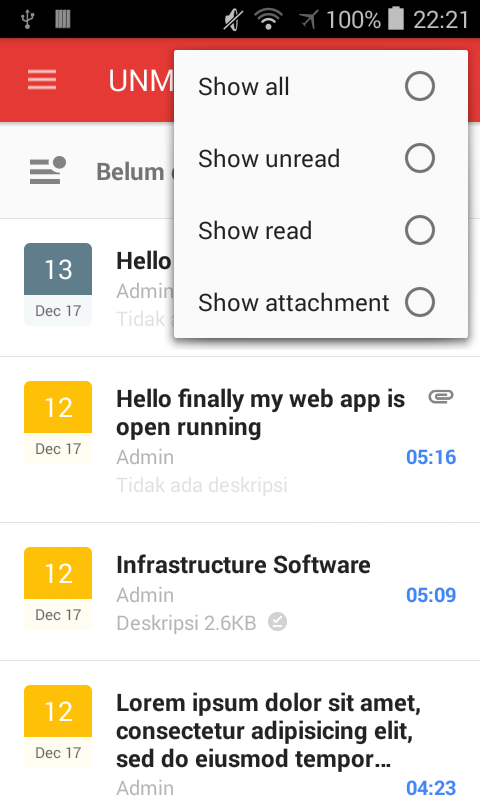 100% 22:21
UNM
Show all
Show unread
Show read
Show attachment
Belum
13
Dec 17
Hello
Admin
Tidak
12
Dec 17
Hello finally my web app is
open running
Admin
05:16
Tidak ada deskripsi
12
Dec 17
Infrastructure Software
Admin
05:09
Deskripsi 2.6KB
12
Dec 17
Lorem ipsum dolor sit amet,
consectetur adipisicing elit,
sed do eiusmod tempor...
Admin
04:23